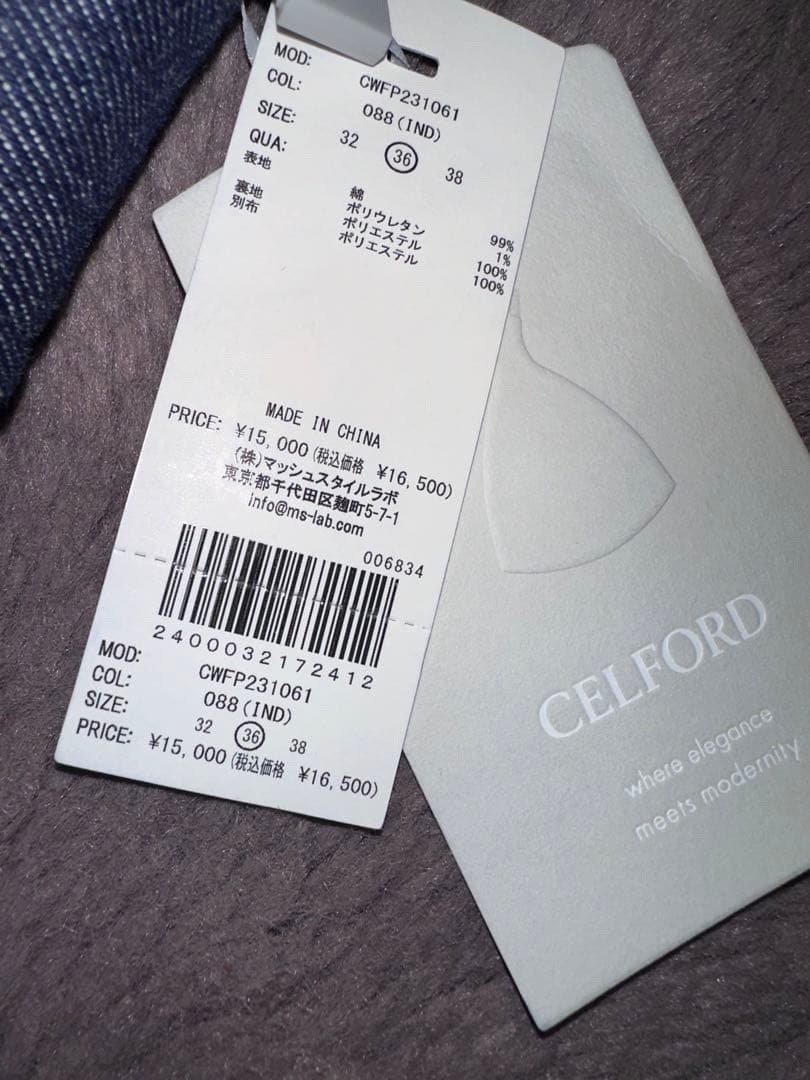 MOD: CWFP231061
COL: 088(IND)
SIZE: 32 36 38
QUA:
表地 綿 99%
ポリウレタン 1%
裏地 ポリエステル 100%
別布 ポリエステル 100%
MADE IN CHINA
PRICE: ¥15,000(税込価格 ¥16,500)
(株)マッシュスタイルラボ
東京都千代田区麹町5-7-1
info@ms-lab.com
006834
2400032172412
MOD: CWFP231061
COL: 088(IND)
SIZE: 32 36 38
PRICE: ¥15,000(税込価格 ¥16,500)
CELFORD
where elegance
meets modernity